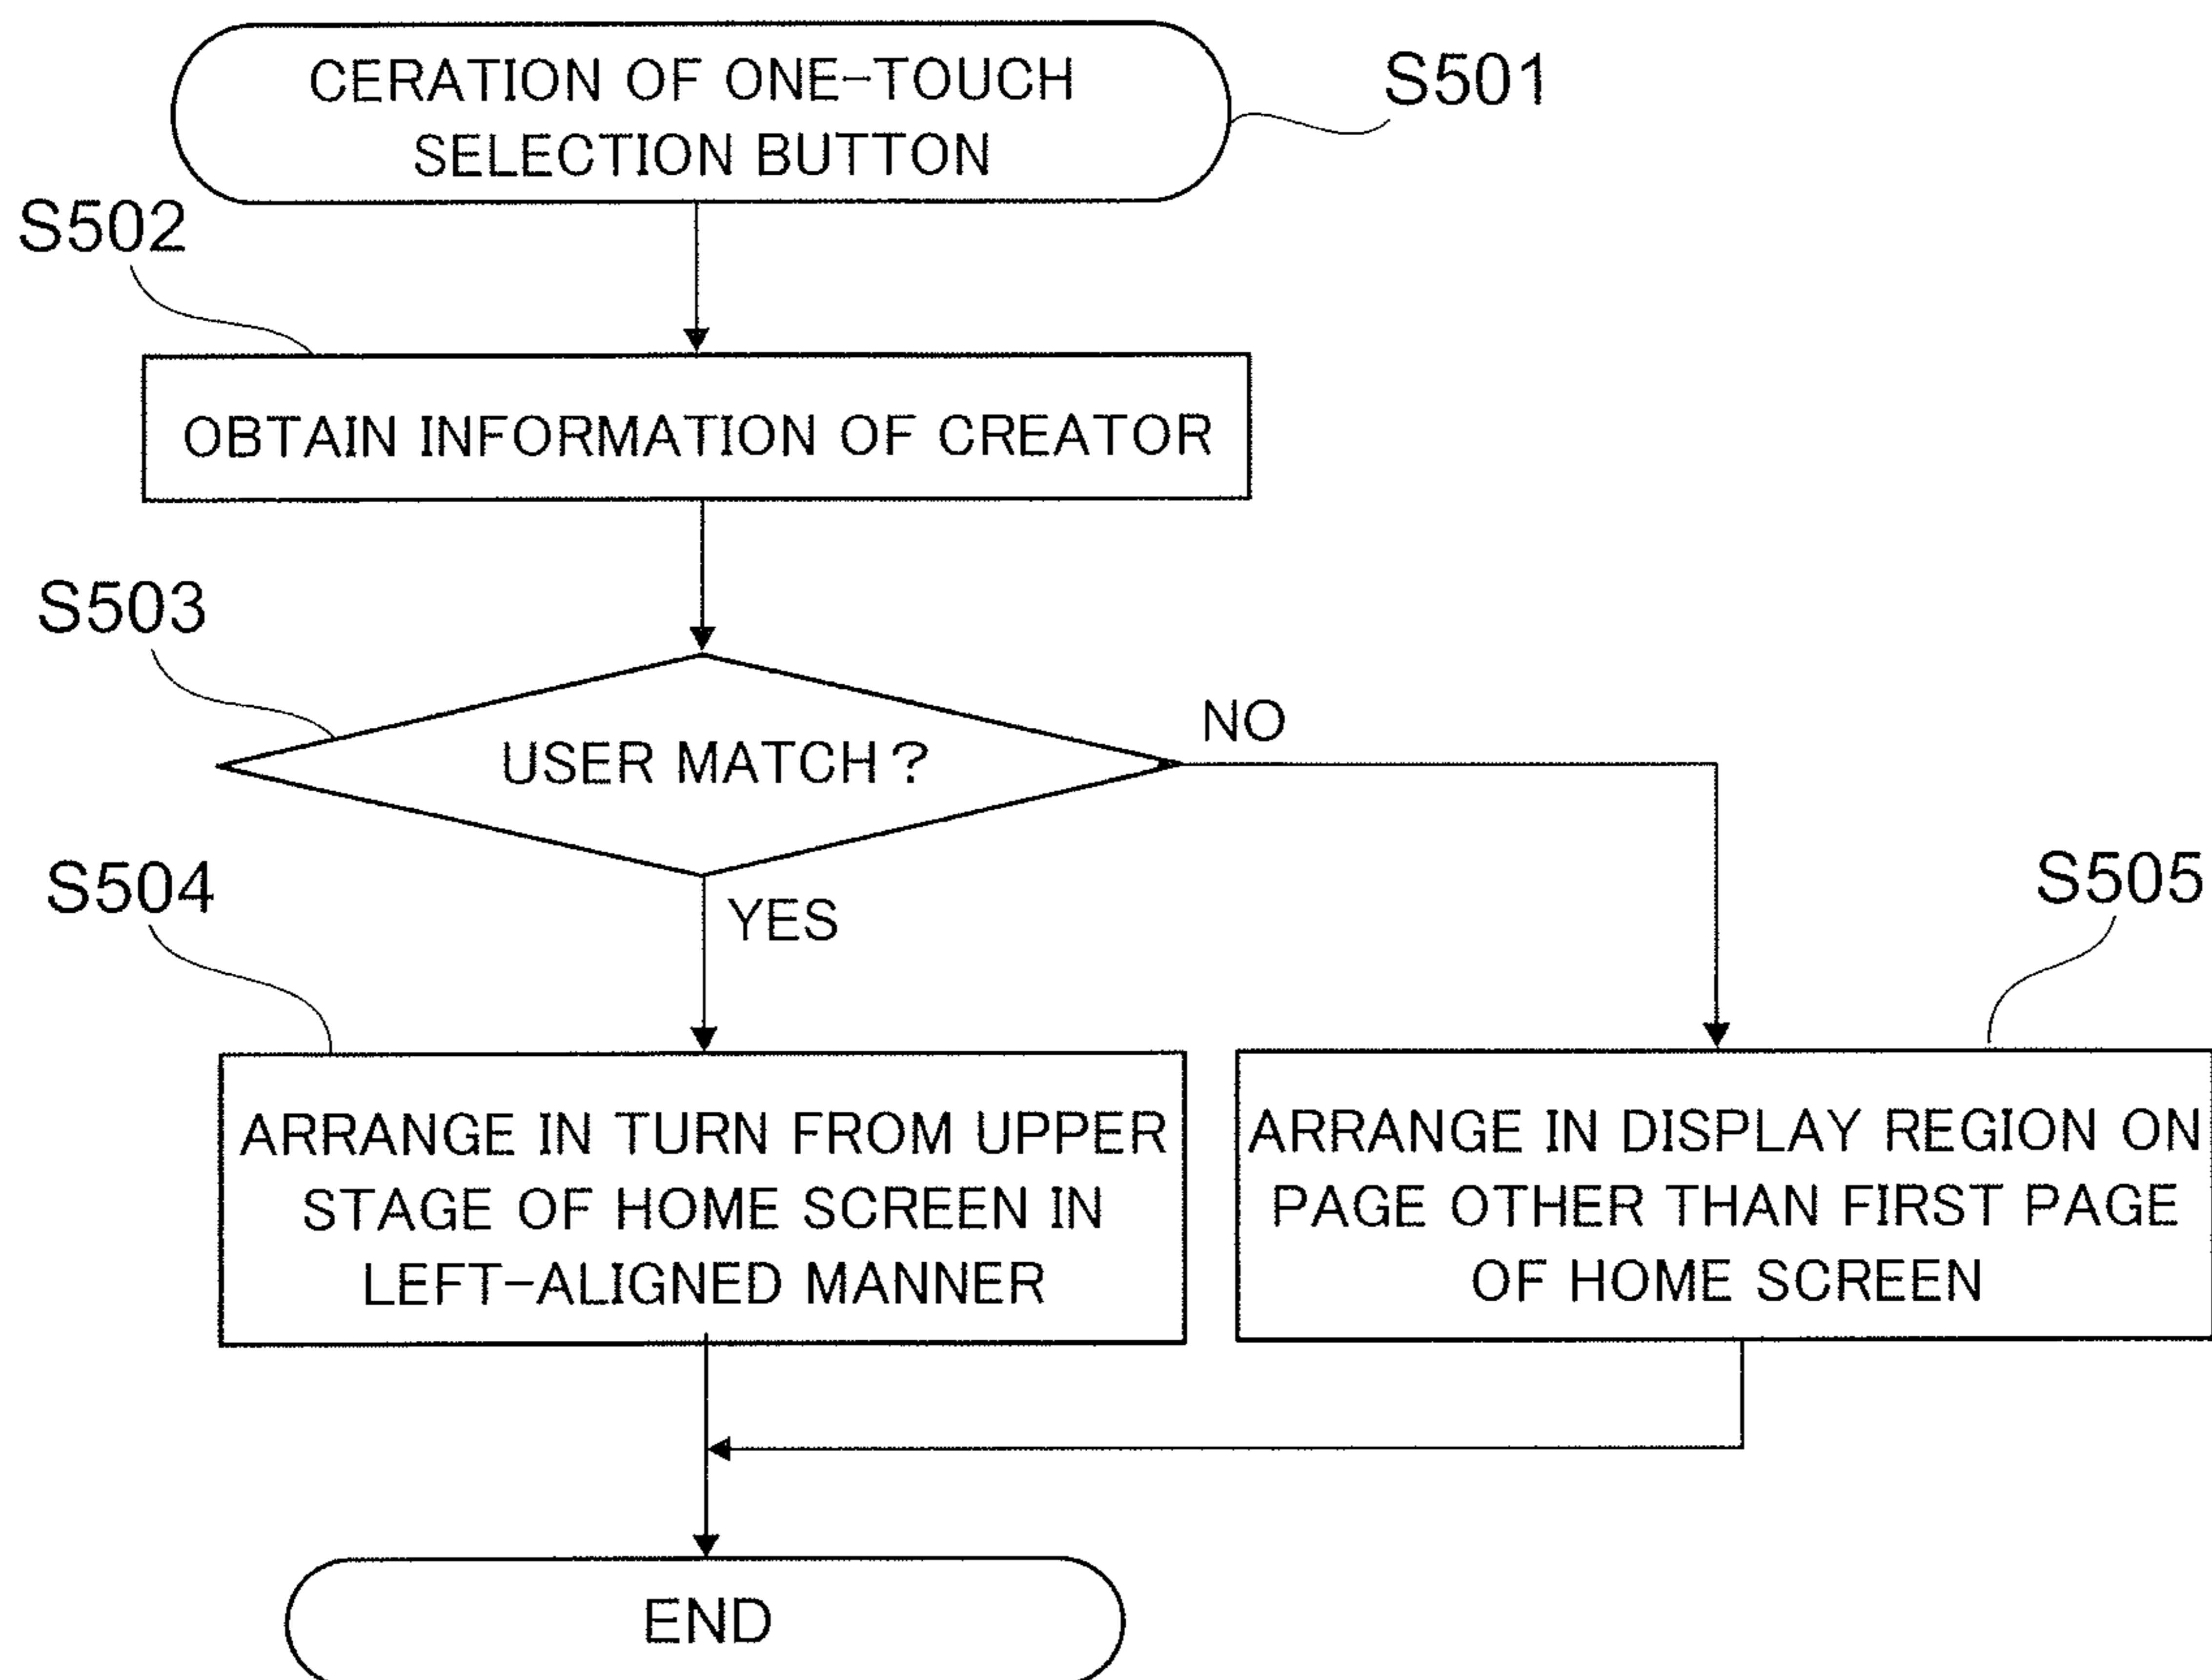 CERATION OF ONE-TOUCH
SELECTION BUTTON
S501
S502
OBTAIN INFORMATION OF CREATOR
S503
USER MATCH?
NO
YES
S504
S505
ARRANGE IN TURN FROM UPPER
STAGE OF HOME SCREEN IN
LEFT-ALIGNED MANNER
ARRANGE IN DISPLAY REGION ON
PAGE OTHER THAN FIRST PAGE
OF HOME SCREEN
END